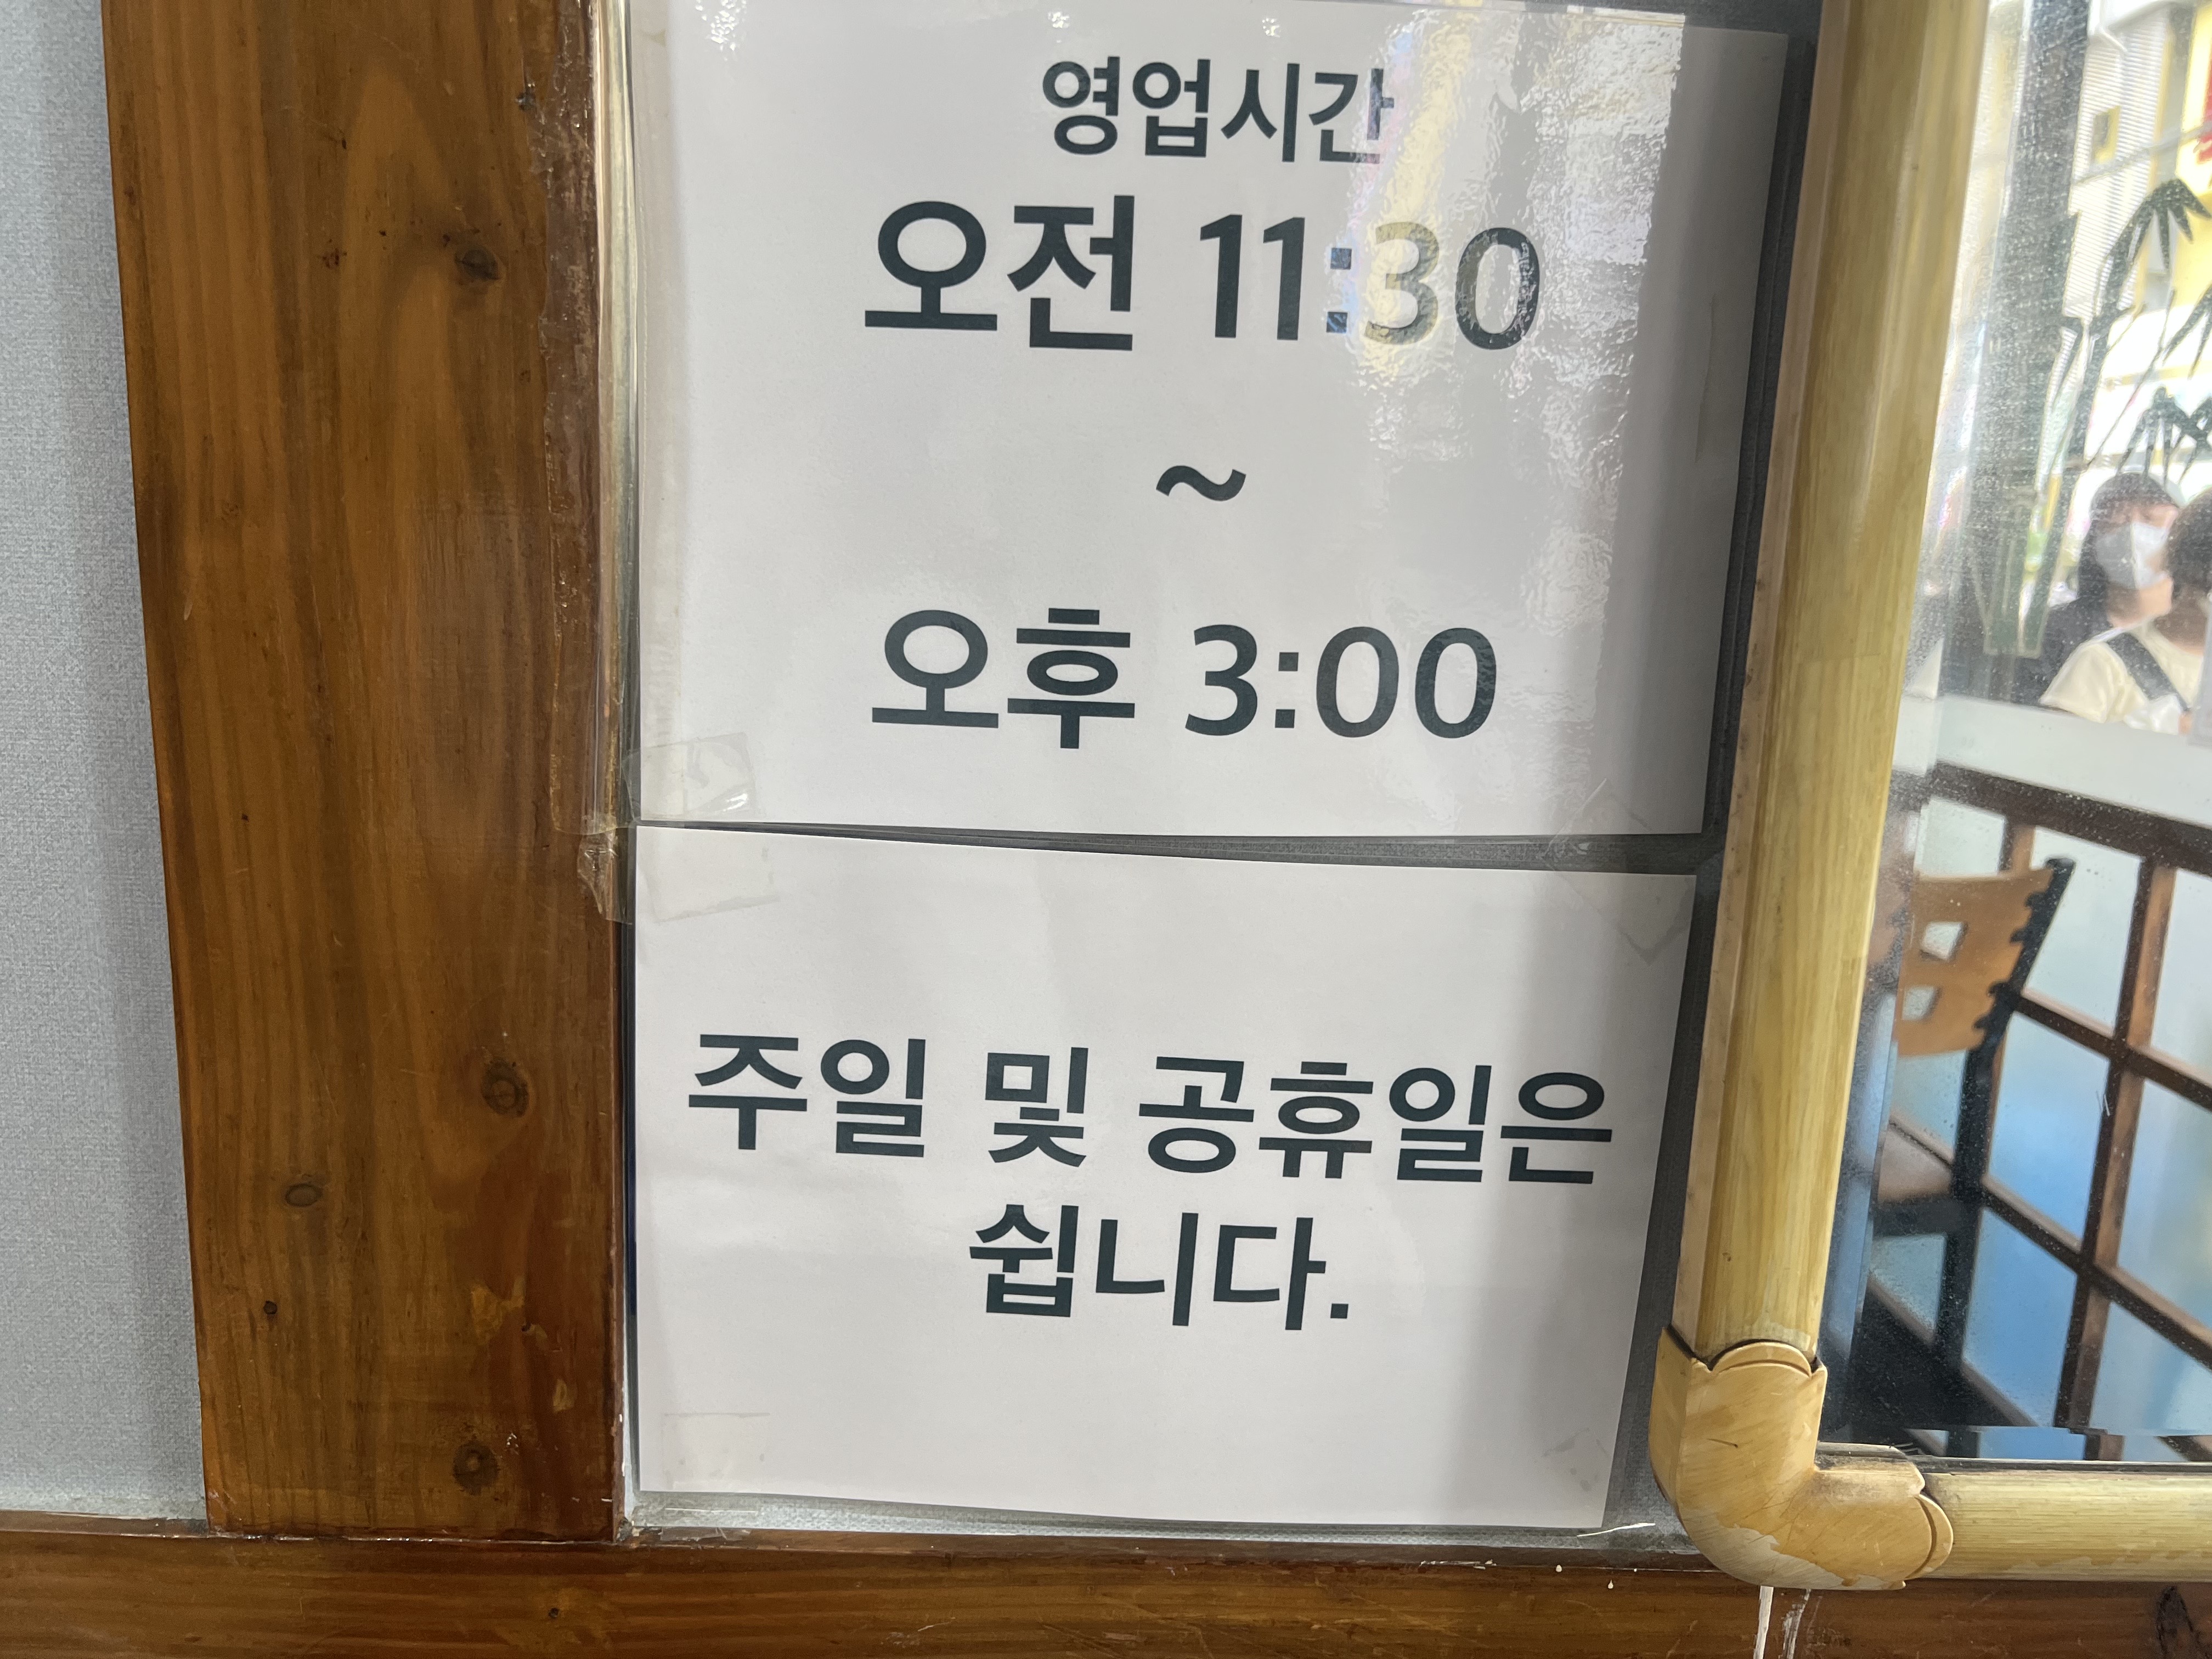 영업시간
오전 11:30
~
오후 3:00
주일 및 공휴일은
쉽니다.